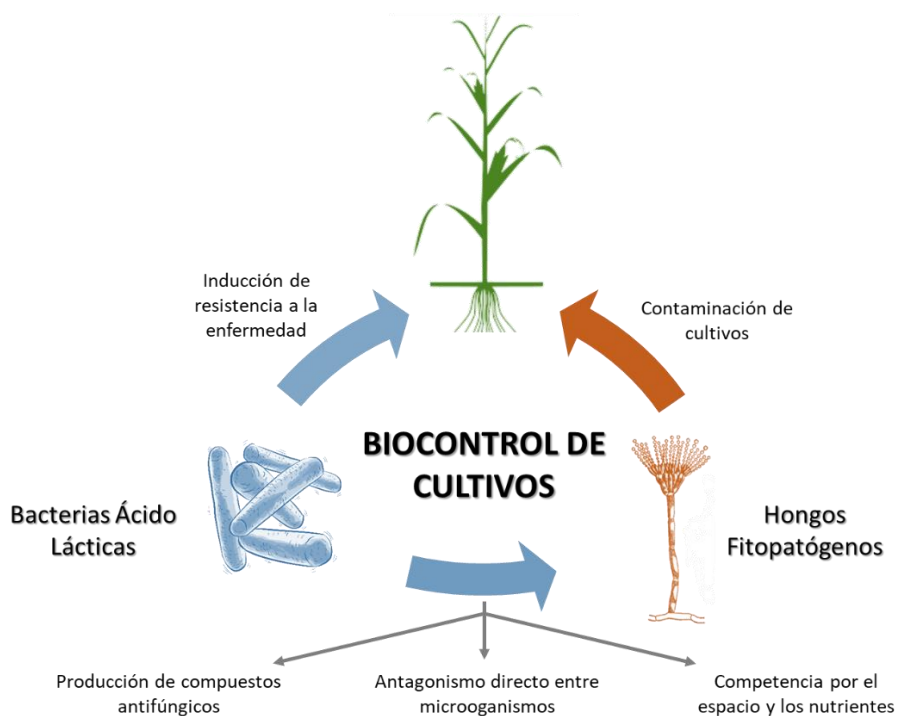 Inducción de
resistencia a la
enfermedad
Contaminación de
cultivos
BIOCONTROL DE
CULTIVOS
Bacterias Ácido
Lácticas
Hongos
Fitopatógenos
Producción de compuestos
antifúngicos
Antagonismo directo entre
microoganismos
Competencia por el
espacio y los nutrientes